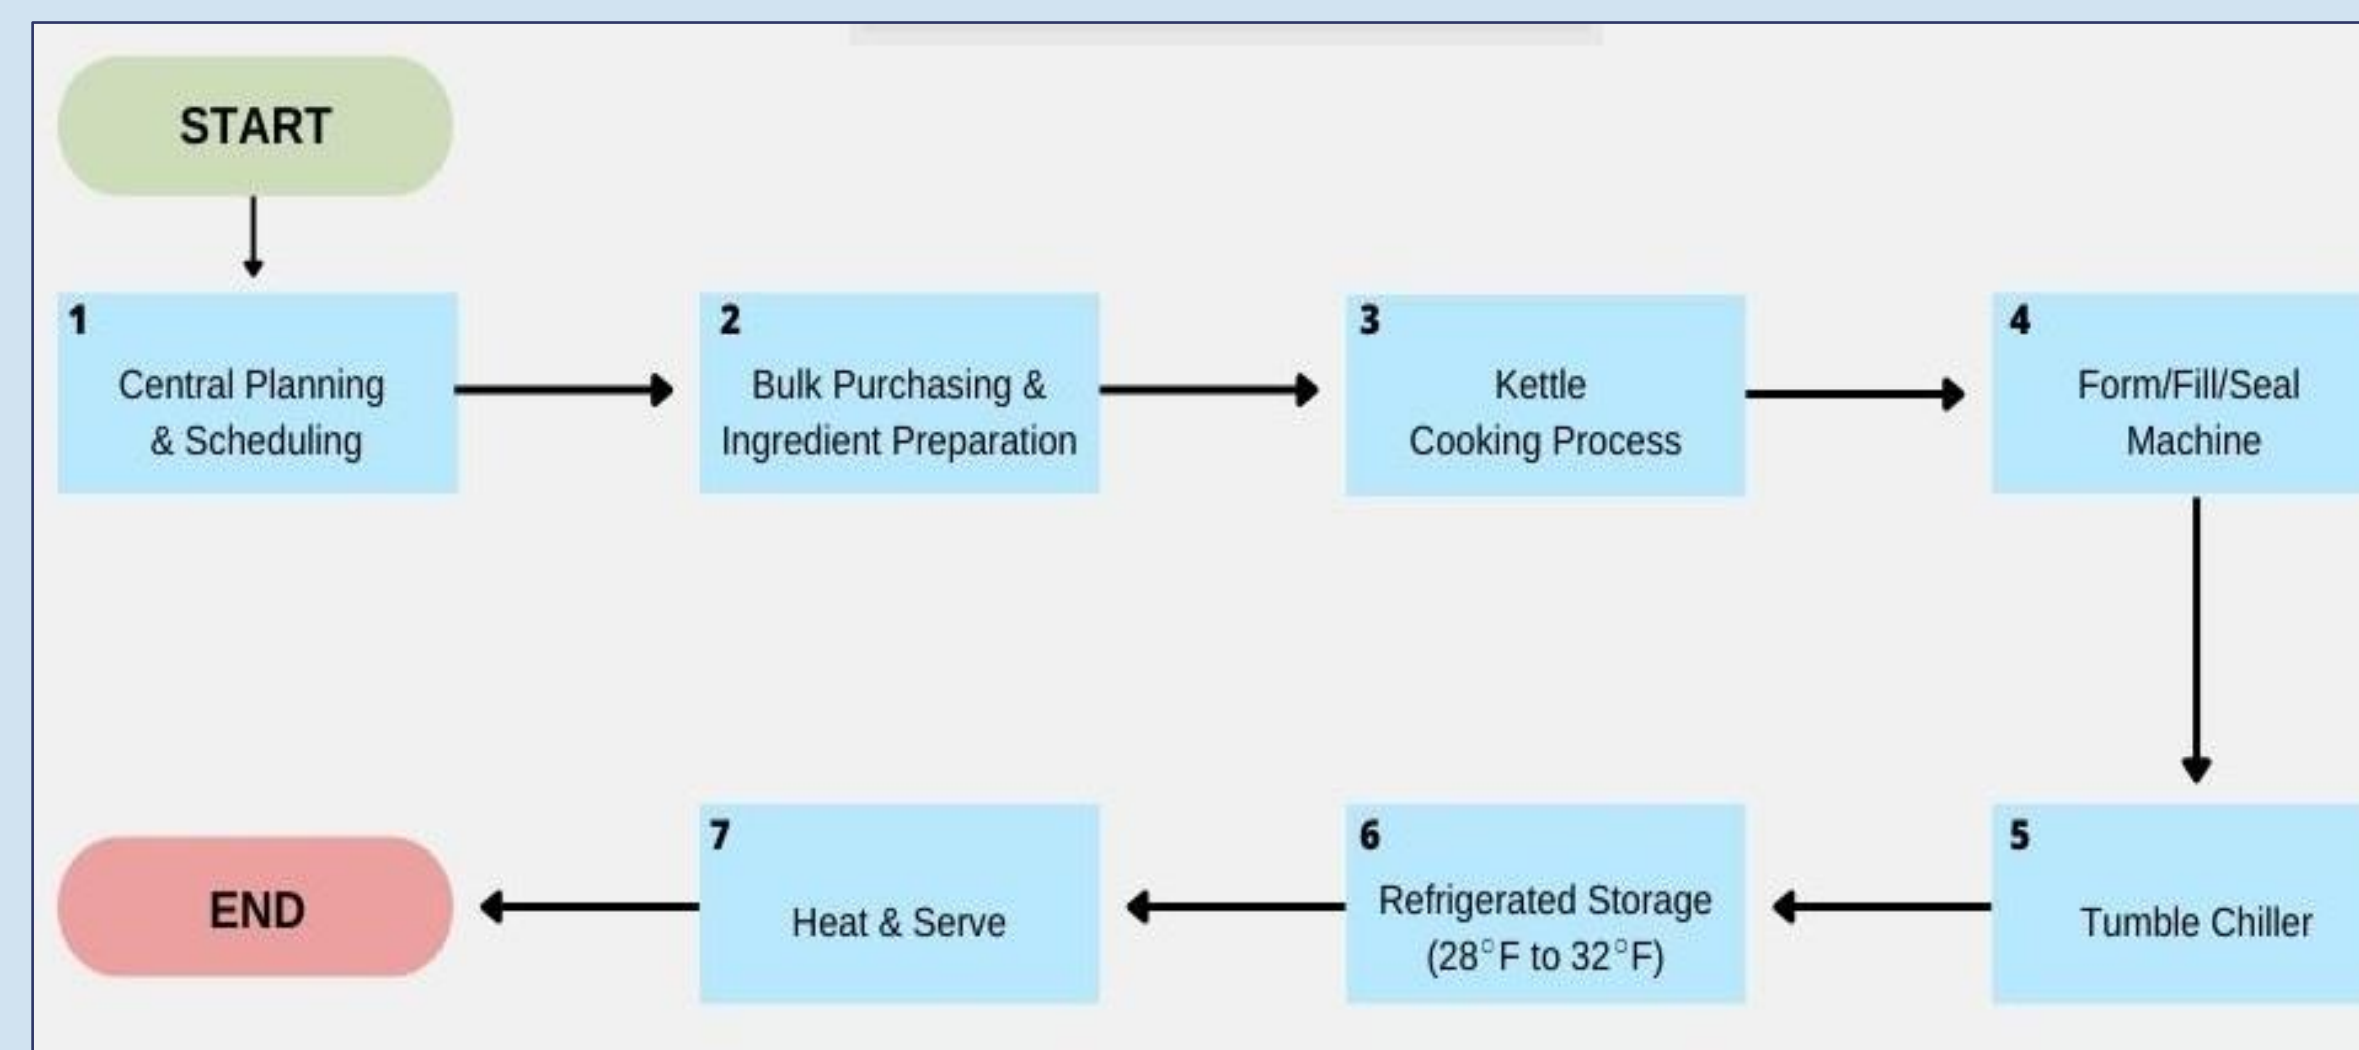 START
1
Central Planning
& Scheduling
2
Bulk Purchasing &
Ingredient Preparation
3
Kettle
Cooking Process
4
Form/Fill/Seal
Machine
5
Tumble Chiller
6
Refrigerated Storage
(28°F to 32°F)
7
Heat & Serve
END